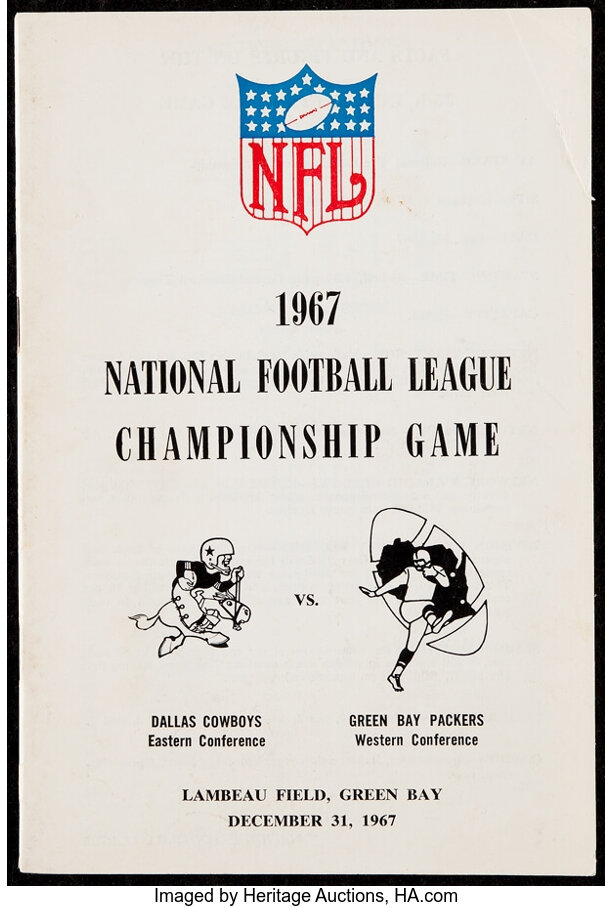 NFL
1967
NATIONAL FOOTBALL LEAGUE
CHAMPIONSHIP GAME
VS.
DALLAS COWBOYS
Eastern Conference
GREEN BAY PACKERS
Western Conference
LAMBEAU FIELD, GREEN BAY
DECEMBER 31, 1967
Imaged by Heritage Auctions, HA.com